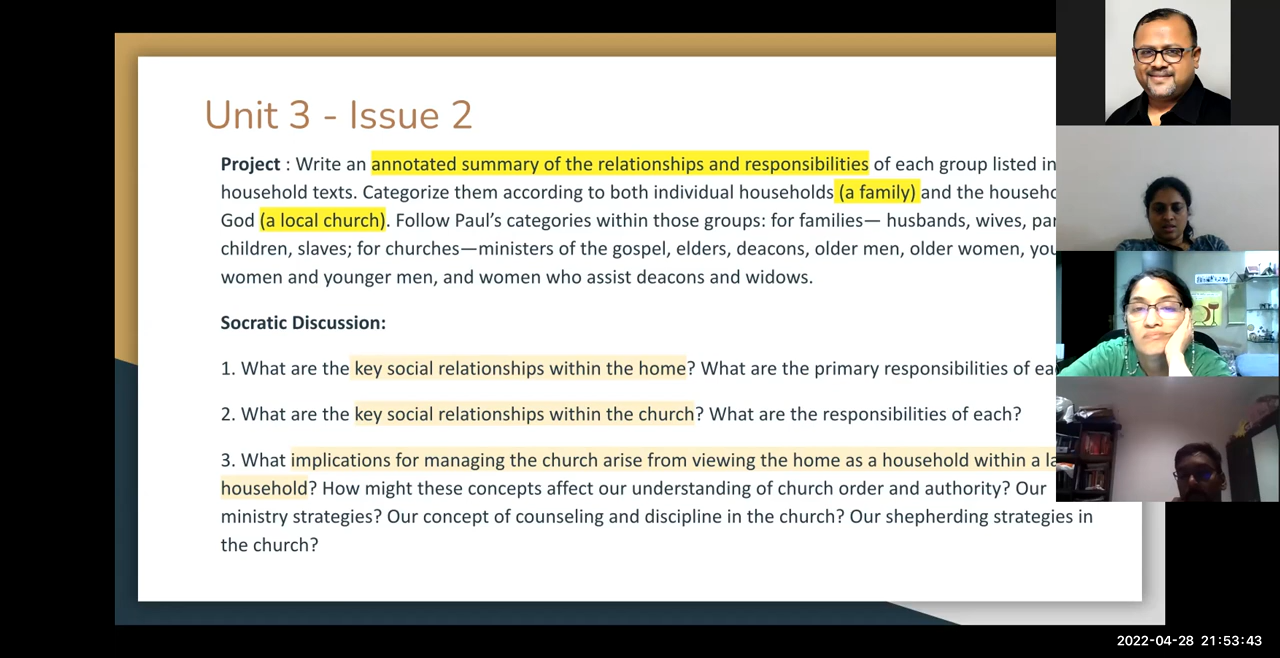 Unit 3 - Issue 2
Project : Write an annotated summary of the relationships and responsibilities of each group listed in
household texts. Categorize them according to both individual households (a family) and the
God (a local church). Follow Paul’s categories within those groups: for families— husbands, wives,
children, slaves; for churches—ministers of the gospel, elders, deacons, older men, older women,
women and younger men, and women who assist deacons and widows.
Socratic Discussion:
1. What are the key social relationships within the home? What are the primary responsibilities of
2. What are the key social relationships within the church? What are the responsibilities of each?
3. What implications for managing the church arise from viewing the home as a household within a
household? How might these concepts affect our understanding of church order and authority? Our
ministry strategies? Our concept of counseling and discipline in the church? Our shepherding strategies in
the church?
2022-04-28 21:53:43